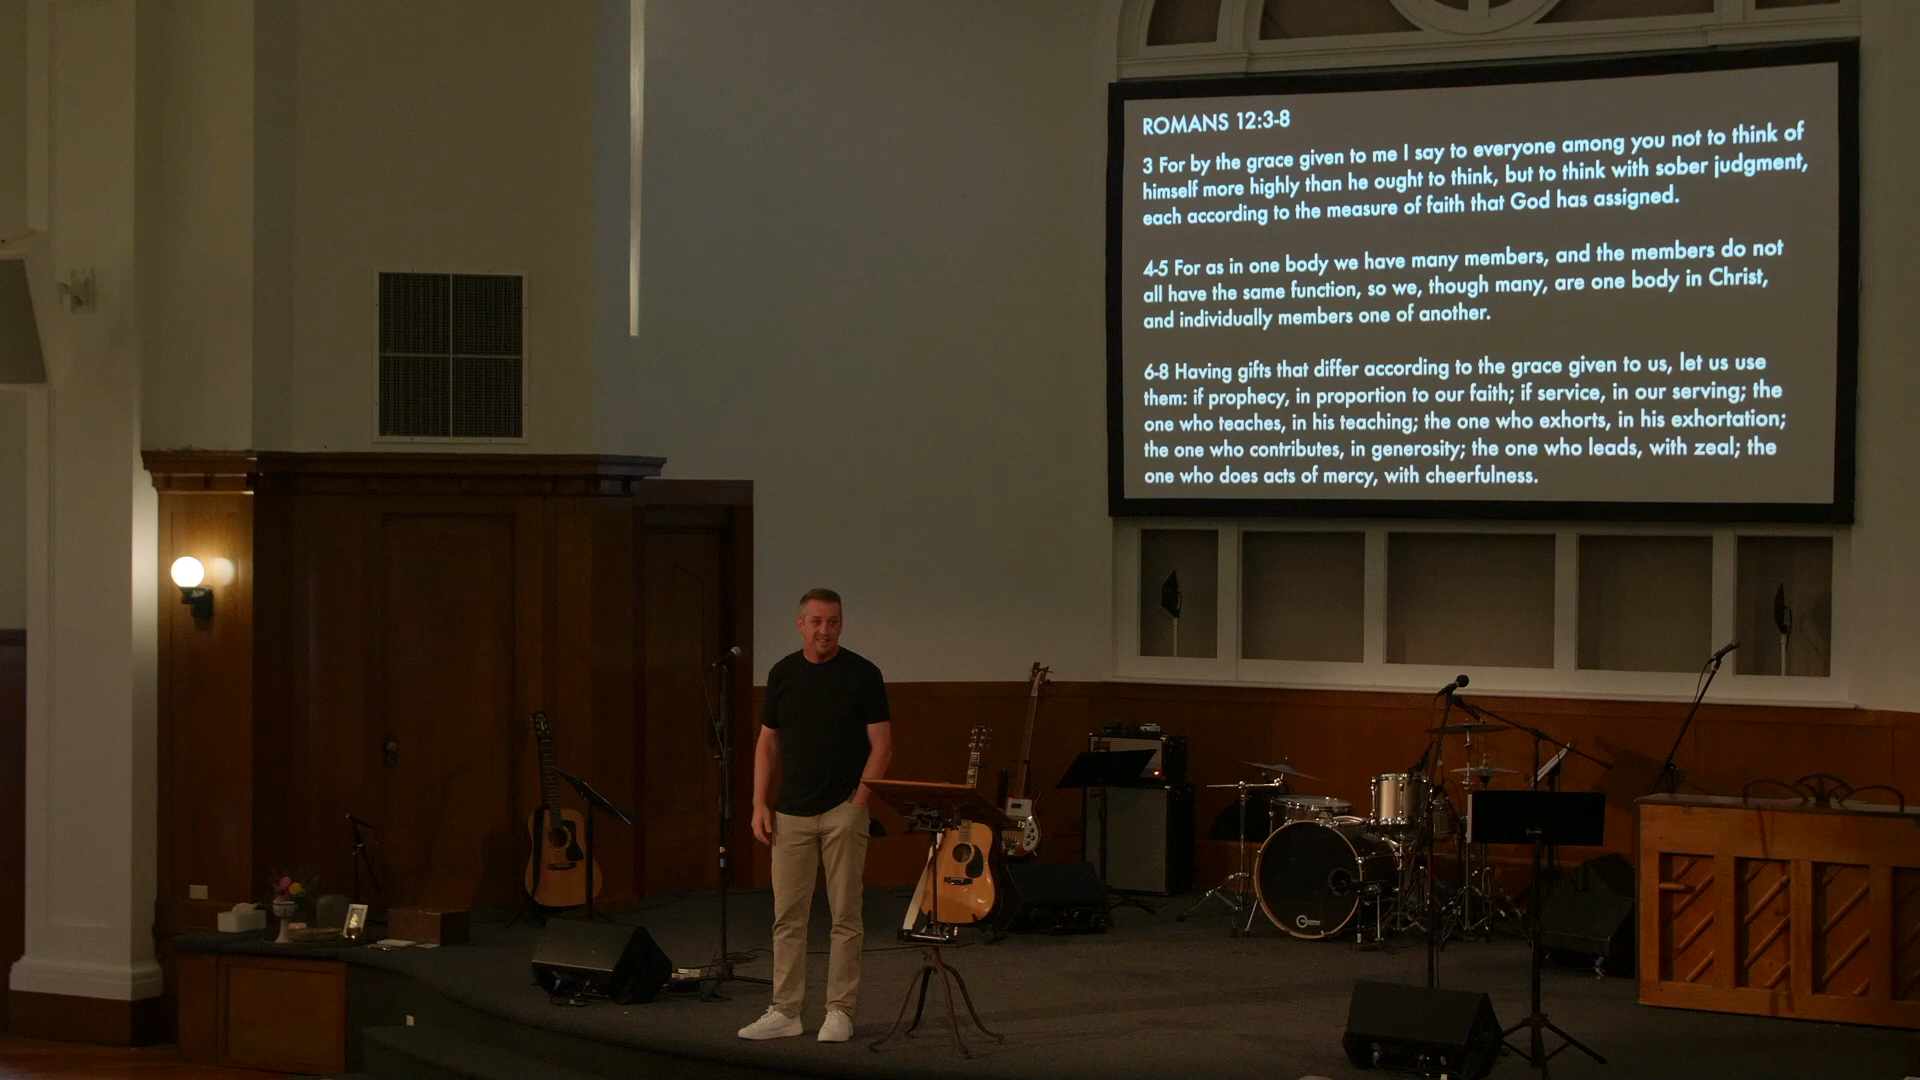 ROMANS 12:3-8
3 For by the grace given to me I say to everyone among you not to think of
himself more highly than he ought to think, but to think with sober judgment,
each according to the measure of faith that God has assigned.
4-5 For as in one body we have many members, and the members do not
all have the same function, so we, though many, are one body in Christ,
and individually members one of another.
6-8 Having gifts that differ according to the grace given to us, let us use
them: if prophecy, in proportion to our faith; if service, in our serving; the
one who teaches, in his teaching; the one who exhorts, in his exhortation;
the one who contributes, in generosity; the one who leads, with zeal; the
one who does acts of mercy, with cheerfulness.